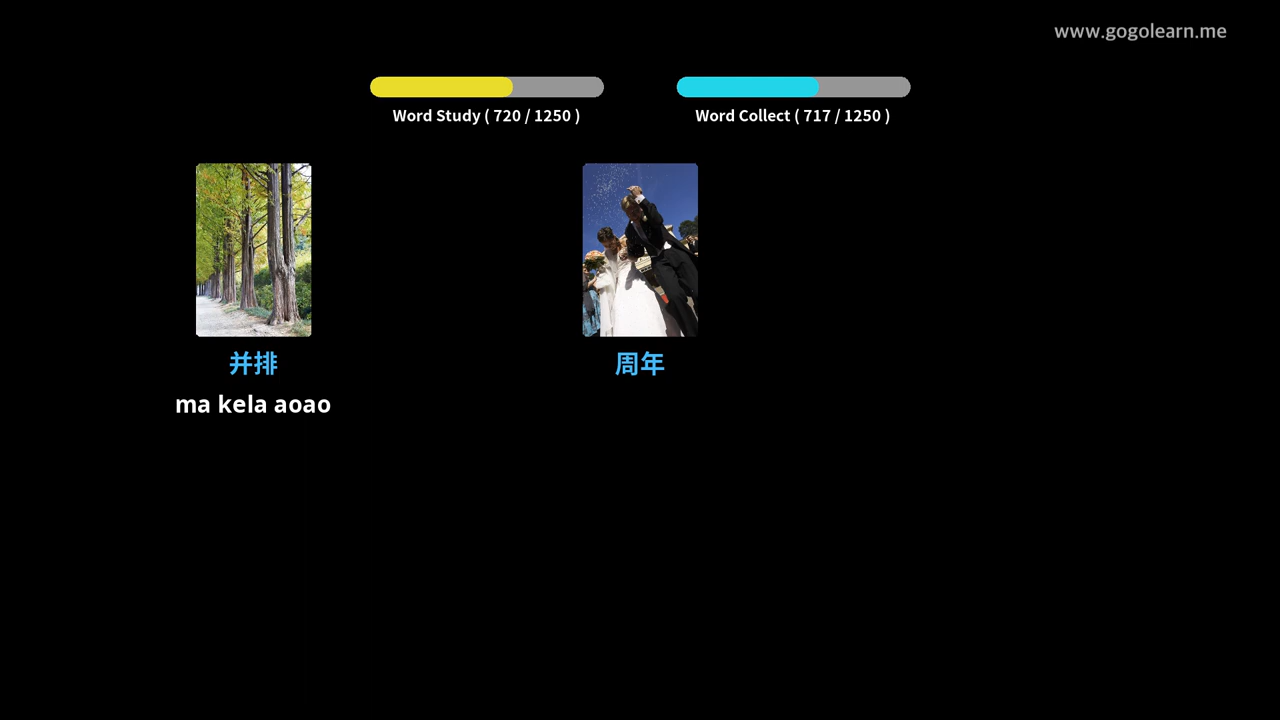 www.gogolearn.me
Word Study ( 720 / 1250 )
Word Collect ( 717 / 1250 )
并排
周年
ma kela aoao